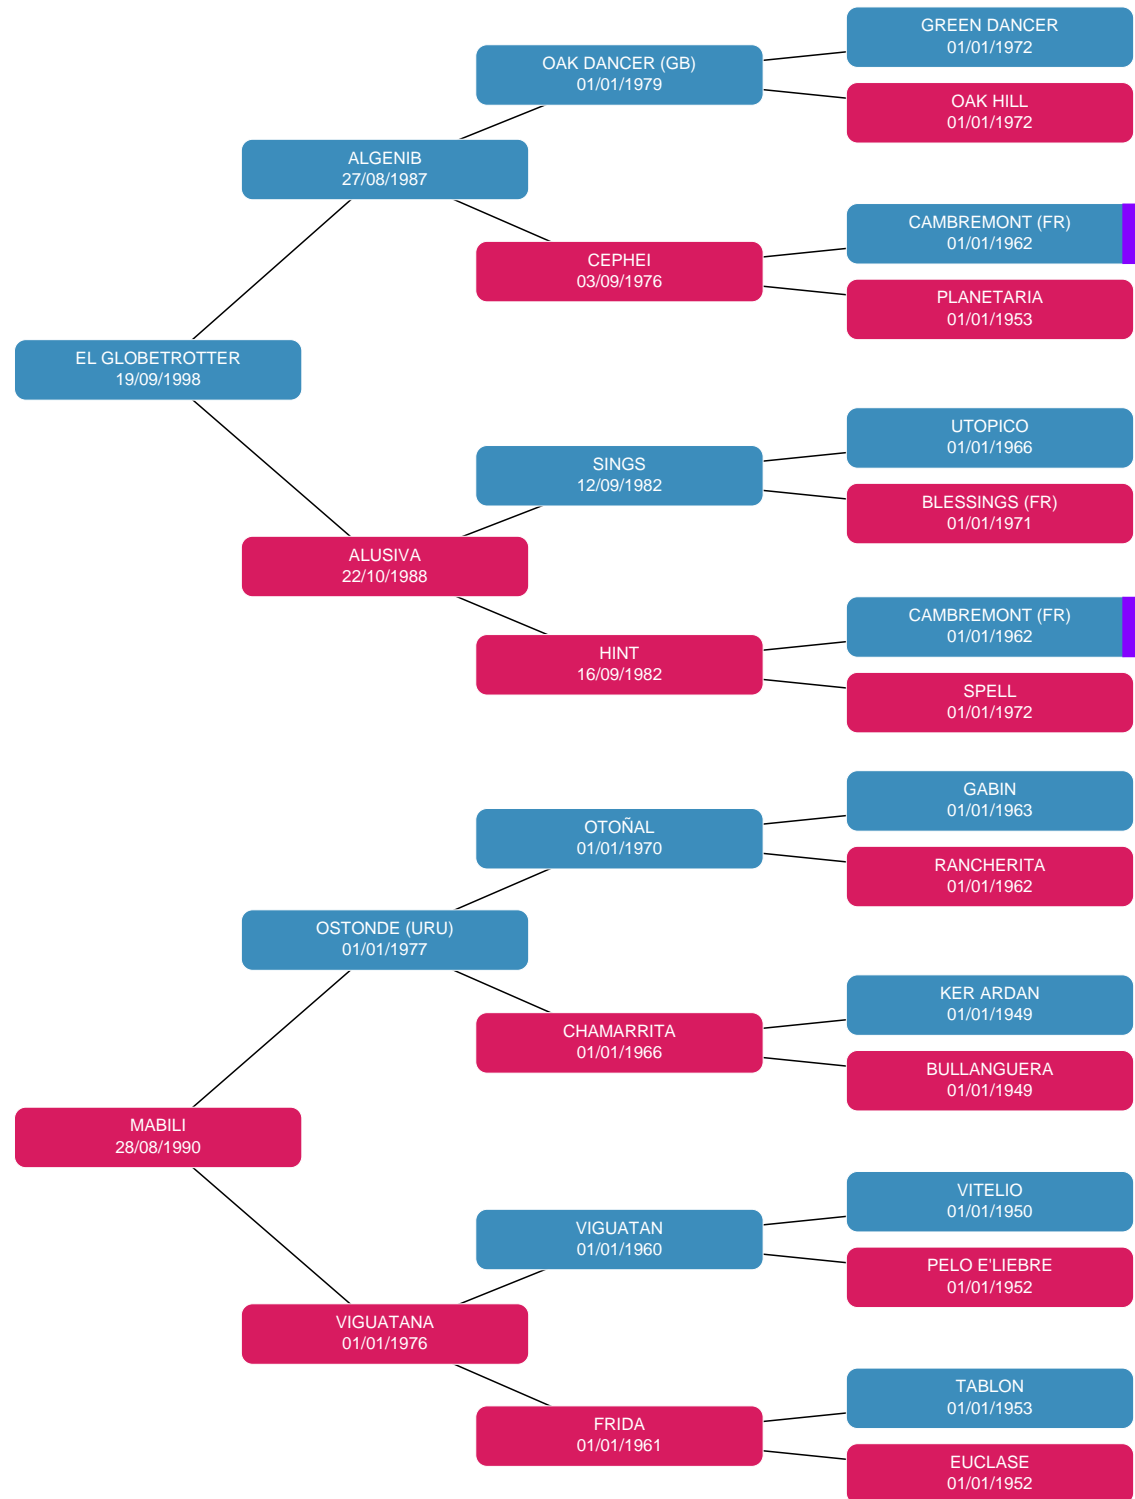 GREEN DANCER
01/01/1972
OAK DANCER (GB)
01/01/1979
OAK HILL
01/01/1972
ALGENIB
27/08/1987
CAMBREMONT (FR)
01/01/1962
CEPHEI
03/09/1976
PLANETARIA
01/01/1953
EL GLOBETROTTER
19/09/1998
UTOPICO
01/01/1966
SINGS
12/09/1982
BLESSINGS (FR)
01/01/1971
ALUSIVA
22/10/1988
CAMBREMONT (FR)
01/01/1962
HINT
16/09/1982
SPELL
01/01/1972
GABIN
01/01/1963
OTOÑAL
01/01/1970
RANCHERITA
01/01/1962
OSTONDE (URU)
01/01/1977
KER ARDAN
01/01/1949
CHAMARRITA
01/01/1966
BULLANGUERA
01/01/1949
MABILI
28/08/1990
VITELIO
01/01/1950
VIGUATAN
01/01/1960
PELO E'LIEBRE
01/01/1952
VIGUATANA
01/01/1976
TABLON
01/01/1953
FRIDA
01/01/1961
EUCLASE
01/01/1952